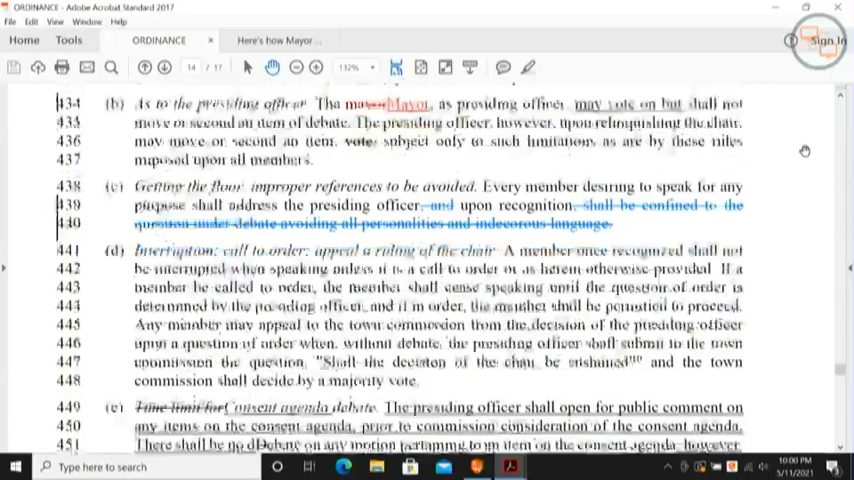 ORDINANCE - Adobe Acrobat Standard 2017
File Edit View Window Help
Home Tools ORDINANCE × Here's how Mayor ... Sign In
14 / 17 132%
434 (b) As to the presiding officer. The mayor Mayor, as presiding officer may vote on but shall not
435 move or second an item of debate. The presiding officer, however, upon relinquishing the chair,
436 may move or second an item, vote, subject only to such limitations as are by these rules
437 imposed upon all members.
438 (c) Getting the floor: improper references to be avoided. Every member desiring to speak for any
439 purpose shall address the presiding officer, and upon recognition, shall be confined to the
440 question under debate avoiding all personalities and indecorous language.
441 (d) Interruption: call to order: appeal a ruling of the chair. A member once recognized shall not
442 be interrupted when speaking unless it is a call to order or as herein otherwise provided. If a
443 member be called to order, the member shall cease speaking until the question of order is
444 determined by the presiding officer, and if in order, the member shall be permitted to proceed.
445 Any member may appeal to the town commission from the decision of the presiding officer
446 upon a question of order when, without debate, the presiding officer shall submit to the town
447 commission the question, "Shall the decision of the chair be sustained" and the town
448 commission shall decide by a majority vote.
449 (e) Time limit for Consent agenda debate. The presiding officer shall open for public comment on
450 any items on the consent agenda, prior to commission consideration of the consent agenda.
451 There shall be no dDebate on any motion pertaining to an item on the consent agenda, however
Type here to search
10:00 PM
5/11/2021